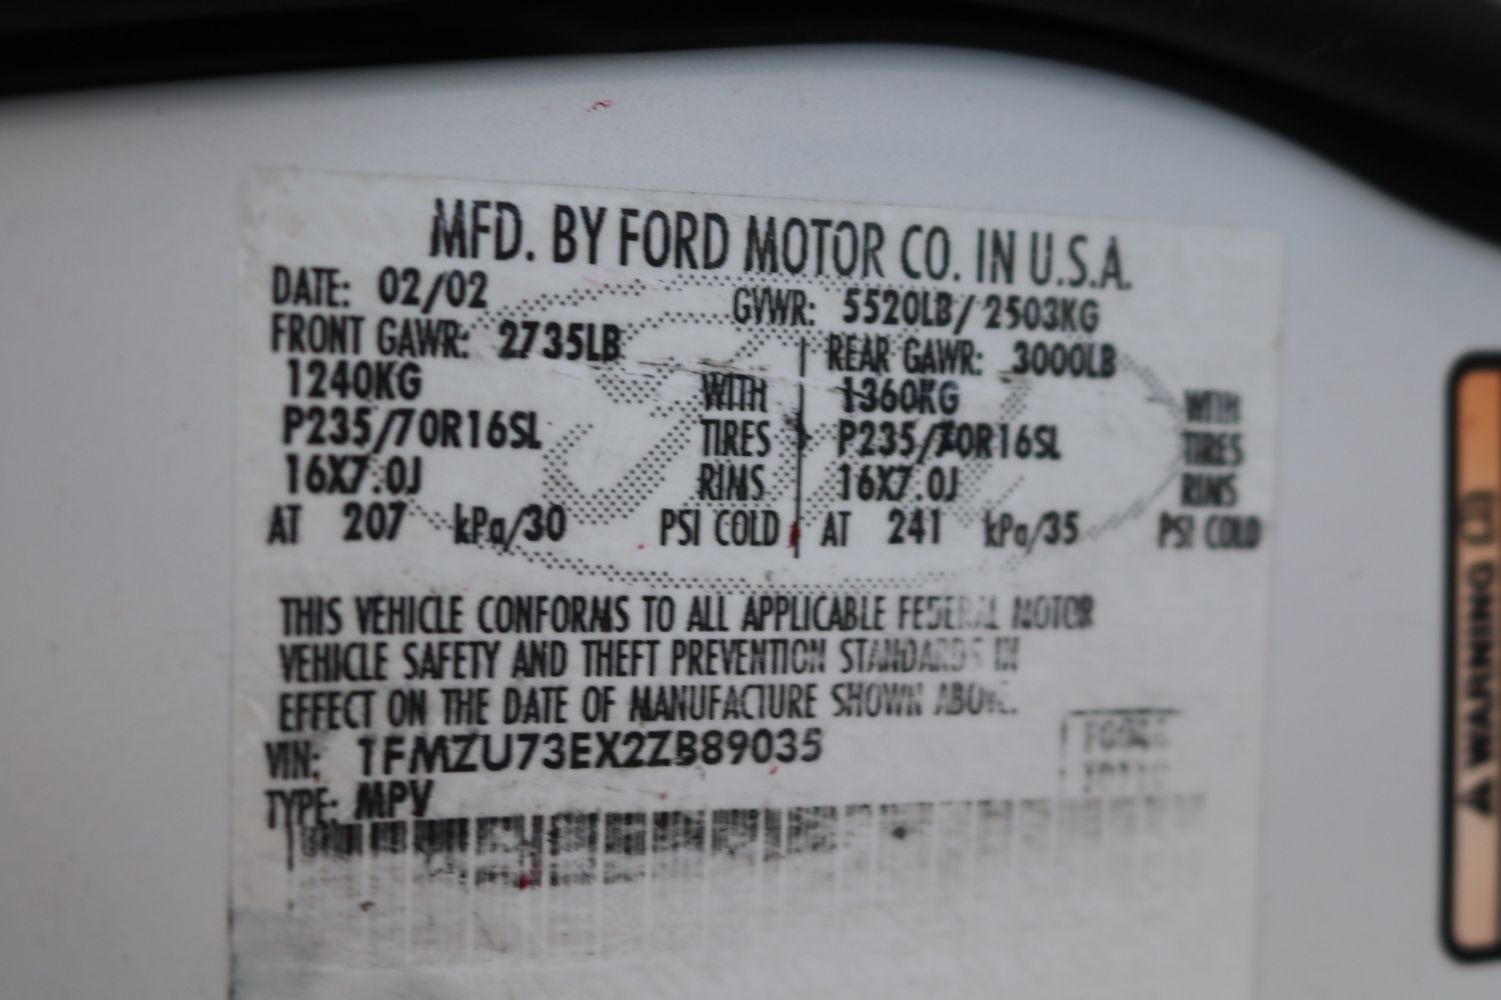 MFD. BY FORD MOTOR CO. IN U.S.A.
DATE: 02/02 GVWR: 5520LB/2503KG
FRONT GAWR: 2735LB REAR GAWR: 3000LB
1240KG WITH 1360KG WITH
P235/70R16SL TIRES P235/70R16SL TIRES
16X7.0J RIMS 16X7.0J RIMS
AT 207 kPa/30 PSI COLD AT 241 kPa/35 PSI COLD
THIS VEHICLE CONFORMS TO ALL APPLICABLE FEDERAL MOTOR
VEHICLE SAFETY AND THEFT PREVENTION STANDARDS IN
EFFECT ON THE DATE OF MANUFACTURE SHOWN ABOVE.
VIN: 1FMZU73EX2ZB89035
TYPE: MPV
WARNING